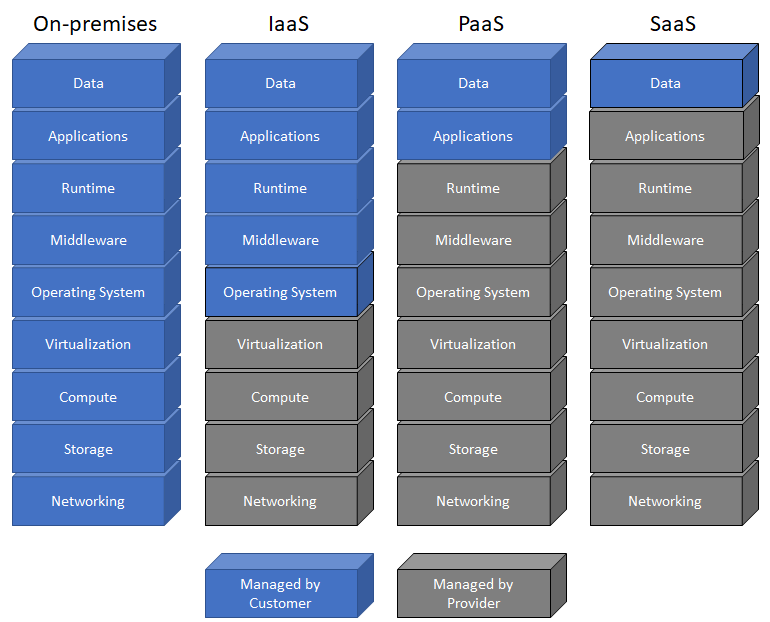 On-premises IaaS PaaS SaaS
Data Data Data Data
Applications Applications Applications Applications
Runtime Runtime Runtime Runtime
Middleware Middleware Middleware Middleware
Operating System Operating System Operating System Operating System
Virtualization Virtualization Virtualization Virtualization
Compute Compute Compute Compute
Storage Storage Storage Storage
Networking Networking Networking Networking
Managed by Managed by
Customer Provider